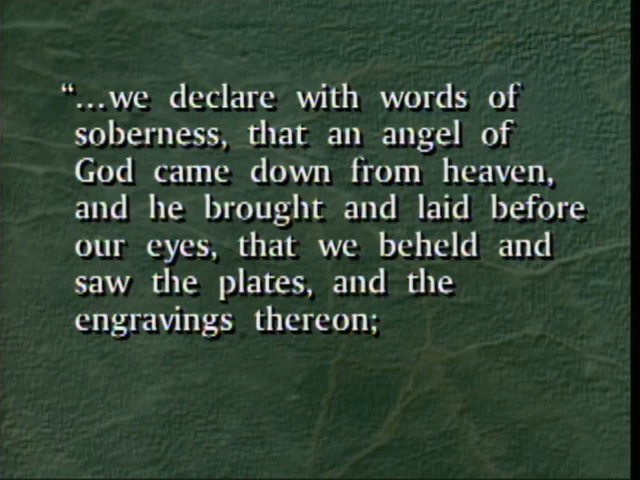 “...we declare with words of
soberness, that an angel of
God came down from heaven,
and he brought and laid before
our eyes, that we beheld and
saw the plates, and the
engravings thereon;